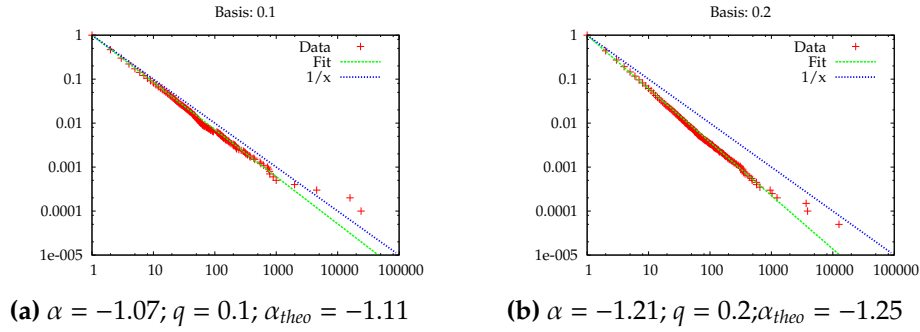 Basis: 0.1
1
0.1
0.01
0.001
0.0001
1e-005
Data
Fit
1/x
1 10 100 1000 10000 100000
(a) α = −1.07; q = 0.1; αtheo = −1.11
Basis: 0.2
1
0.1
0.01
0.001
0.0001
1e-005
Data
Fit
1/x
1 10 100 1000 10000 100000
(b) α = −1.21; q = 0.2;αtheo = −1.25